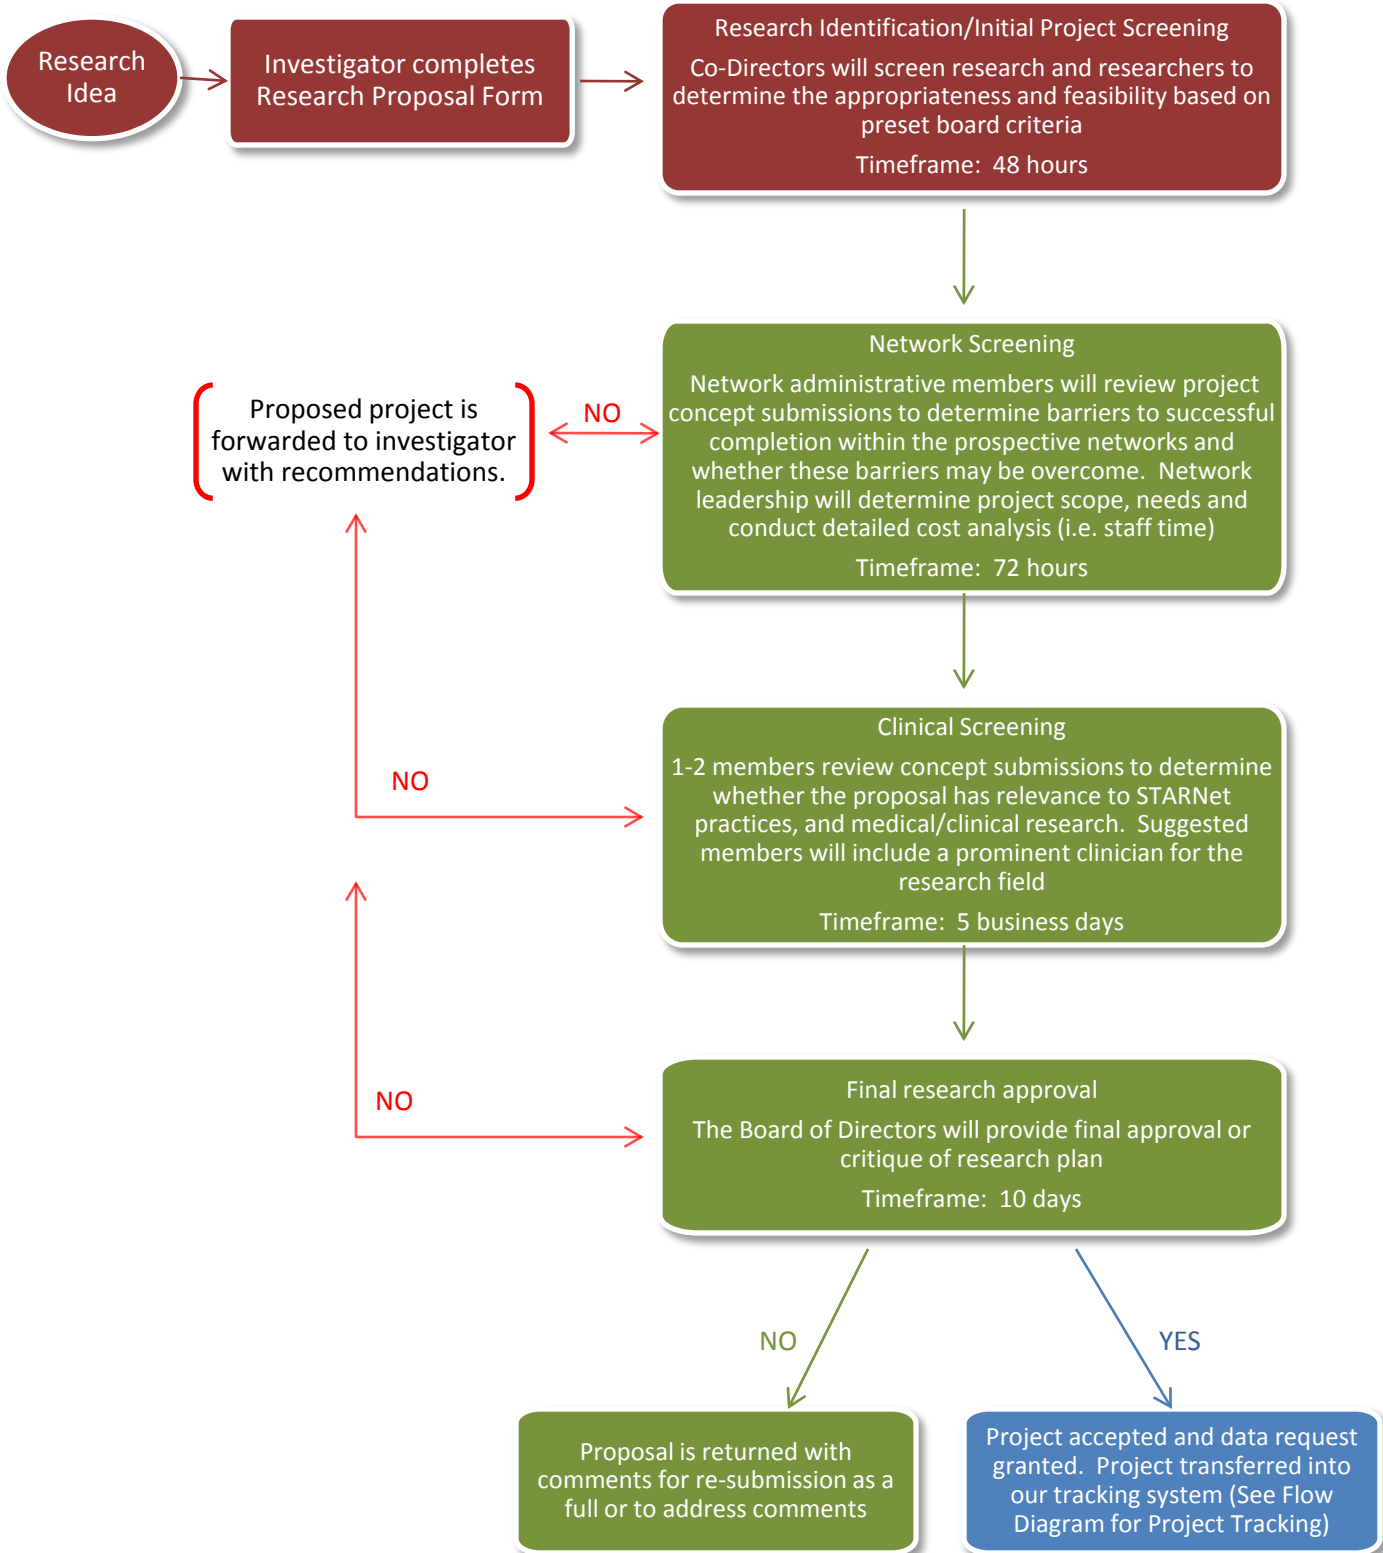 Research
Idea
Investigator completes
Research Proposal Form
Research Identification/Initial Project Screening
Co-Directors will screen research and researchers to
determine the appropriateness and feasibility based on
preset board criteria
Timeframe:  48 hours
Network Screening
Network administrative members will review project
concept submissions to determine barriers to successful
completion within the prospective networks and
whether these barriers may be overcome.  Network
leadership will determine project scope, needs and
conduct detailed cost analysis (i.e. staff time)
Timeframe:  72 hours
NO
Proposed project is
forwarded to investigator
with recommendations.
Clinical Screening
1-2 members review concept submissions to determine
whether the proposal has relevance to STARNet
practices, and medical/clinical research.  Suggested
members will include a prominent clinician for the
research field
Timeframe:  5 business days
NO
Final research approval
The Board of Directors will provide final approval or
critique of research plan
Timeframe:  10 days
NO
NO
YES
Proposal is returned with
comments for re-submission as a
full or to address comments
Project accepted and data request
granted.  Project transferred into
our tracking system (See Flow
Diagram for Project Tracking)